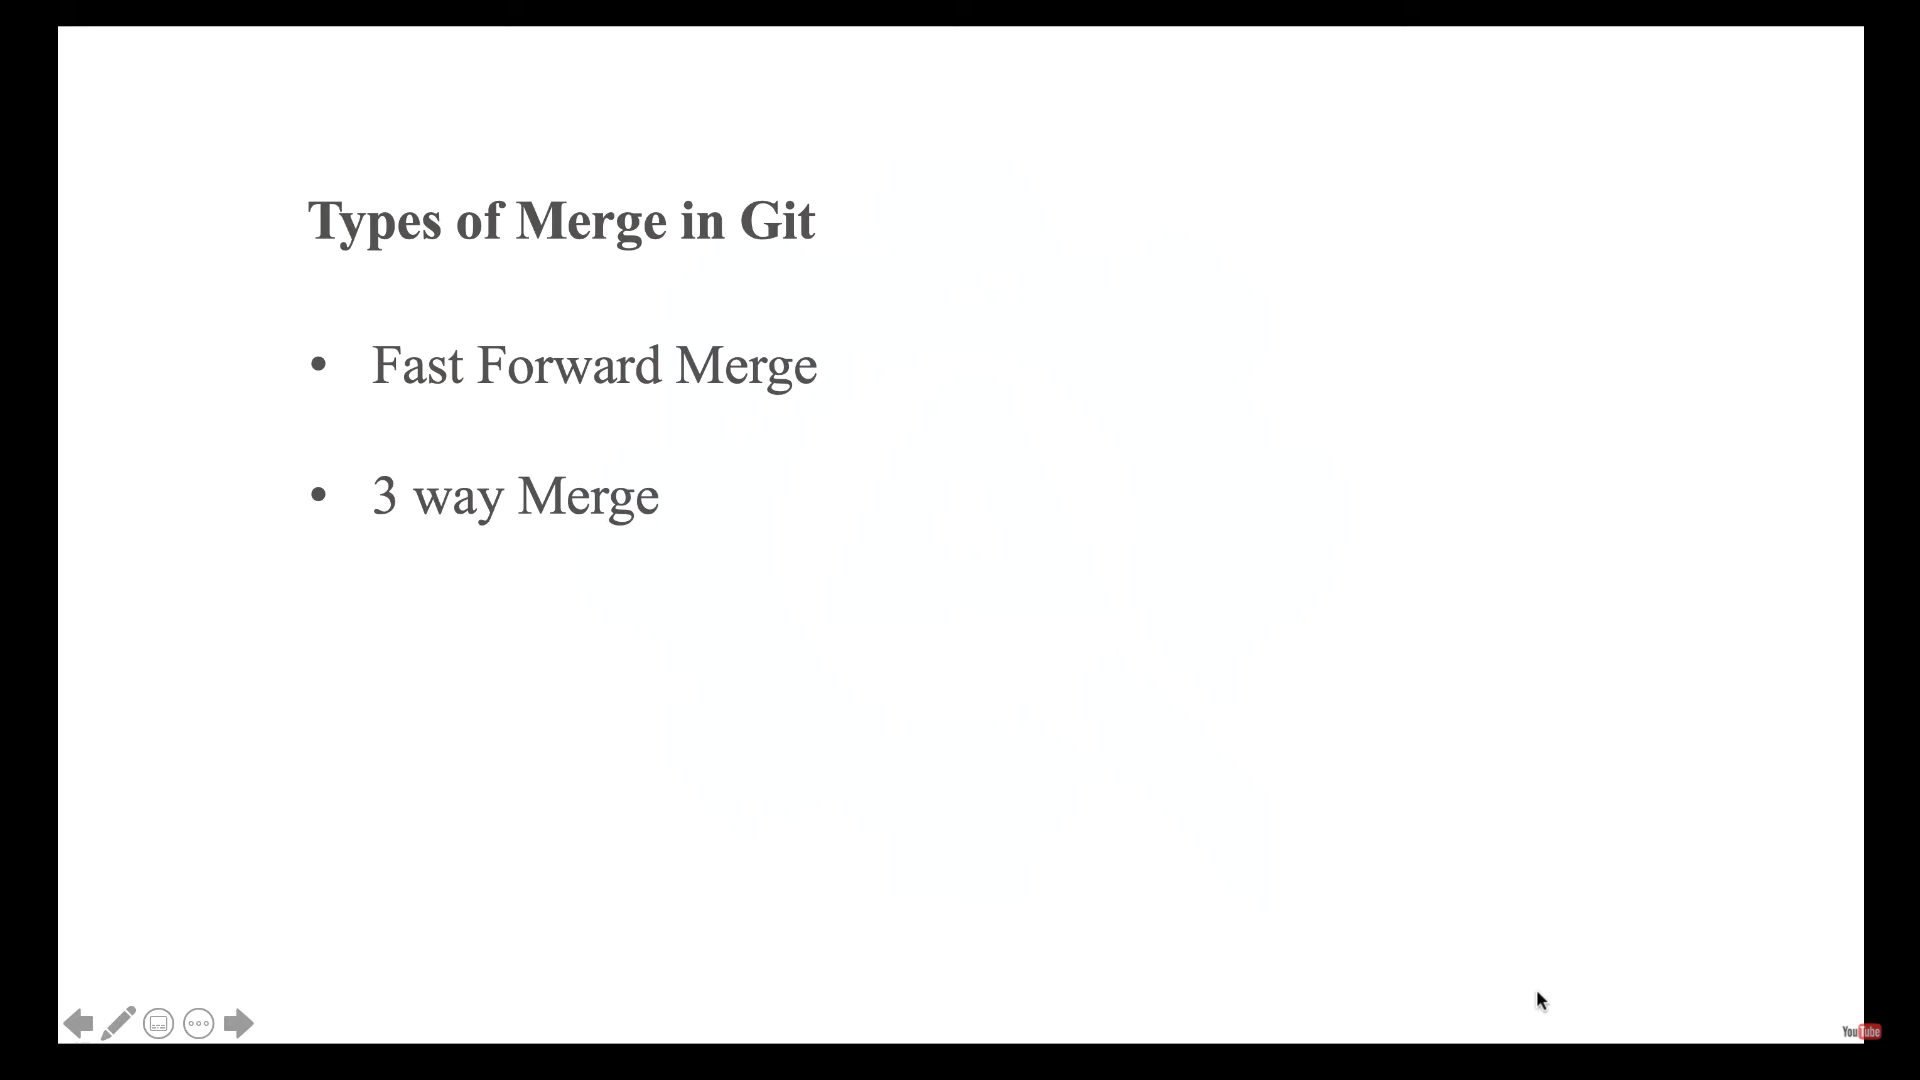 Types of Merge in Git
• Fast Forward Merge
• 3 way Merge
YouTube